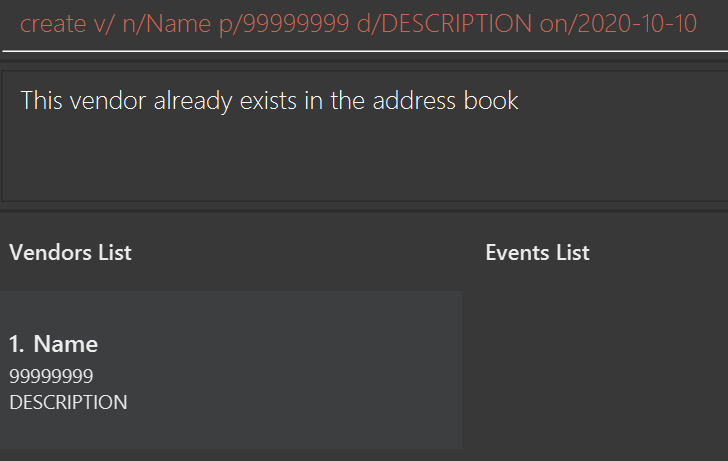 create v/ n/Name p/99999999 d/DESCRIPTION on/2020-10-10
This vendor already exists in the address book
Vendors List
Events List
1. Name
99999999
DESCRIPTION